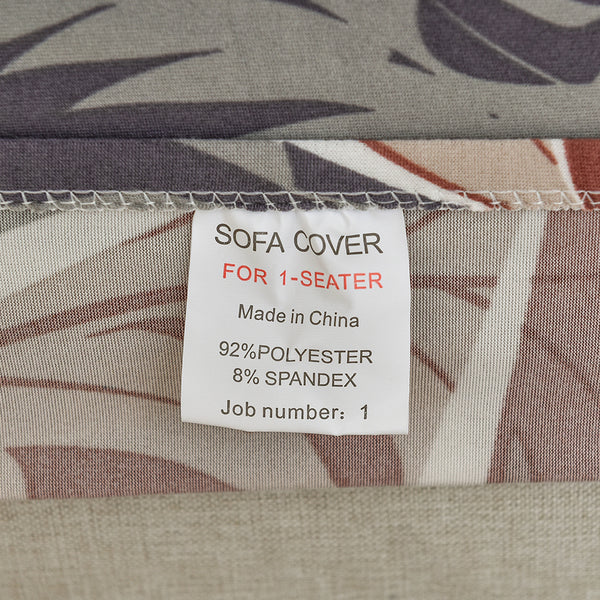 SOFA COVER
FOR 1-SEATER
Made in China
92%POLYESTER
8% SPANDEX
Job number: 1